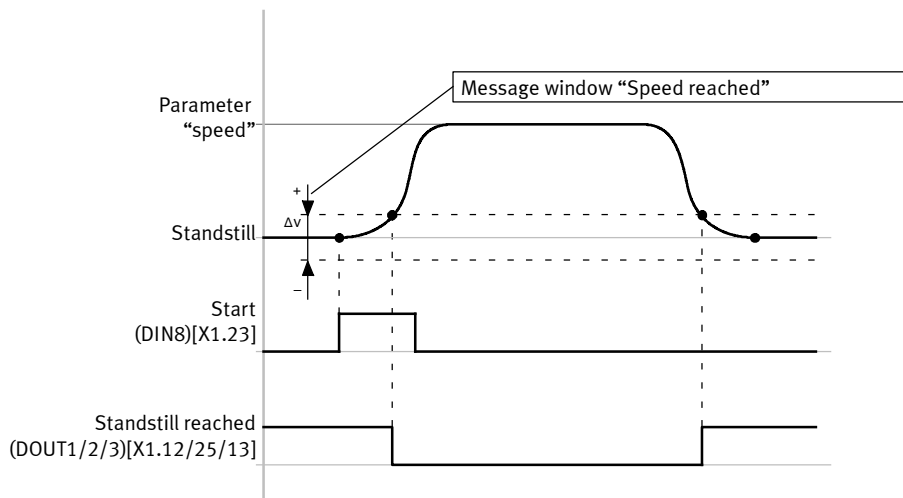 Message window “Speed reached”
Parameter
“speed”
+
Δv
Standstill
–
Start
(DIN8)[X1.23]
Standstill reached
(DOUT1/2/3)[X1.12/25/13]